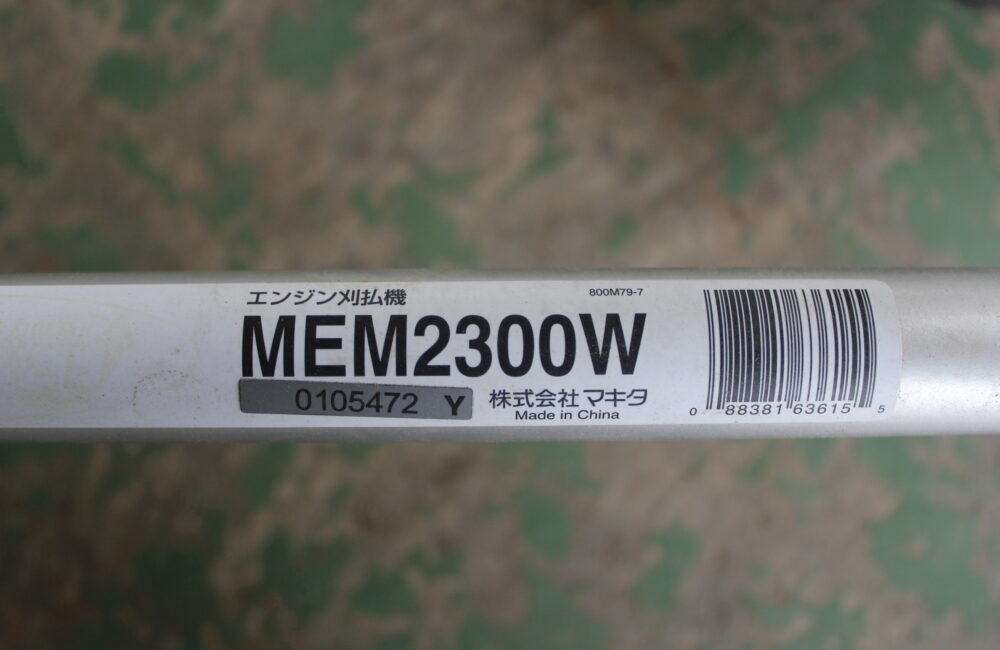 エンジン刈払機 800M79-7
MEM2300W
0105472 Y 株式会社 マキタ
Made in China
0 88381 63615 5